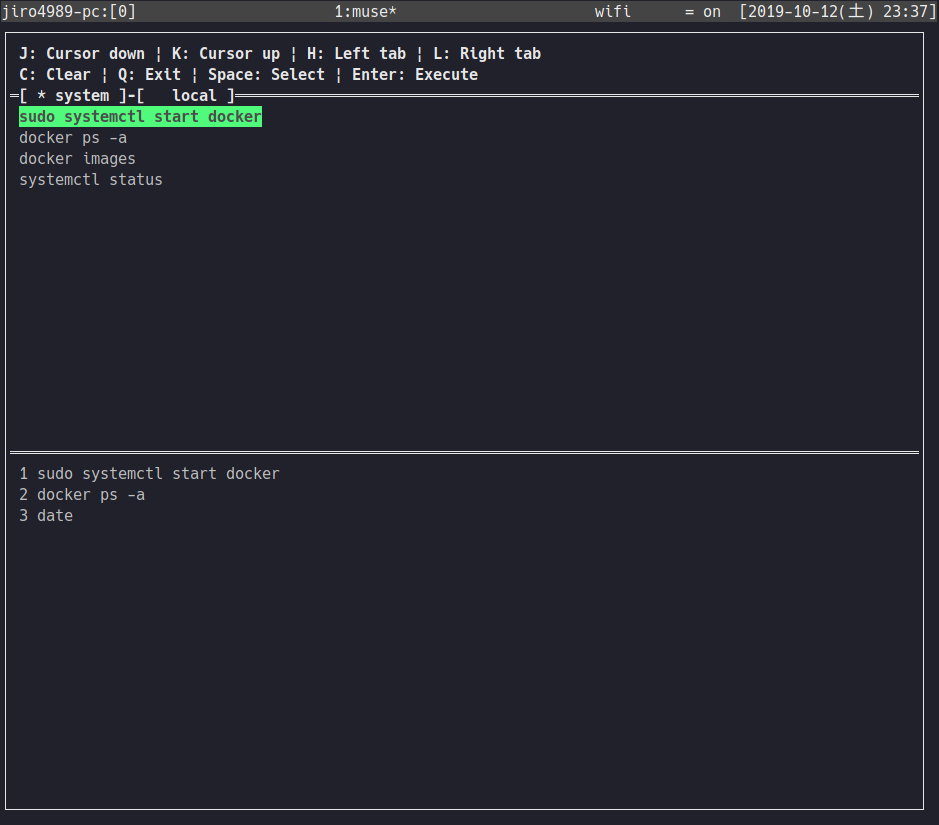 jiro4989-pc:[0] 1:muse* wifi = on [2019-10-12(土) 23:37]
J: Cursor down ¦ K: Cursor up ¦ H: Left tab ¦ L: Right tab
C: Clear ¦ Q: Exit ¦ Space: Select ¦ Enter: Execute
[ * system ]-[ local ]
sudo systemctl start docker
docker ps -a
docker images
systemctl status
1 sudo systemctl start docker
2 docker ps -a
3 date